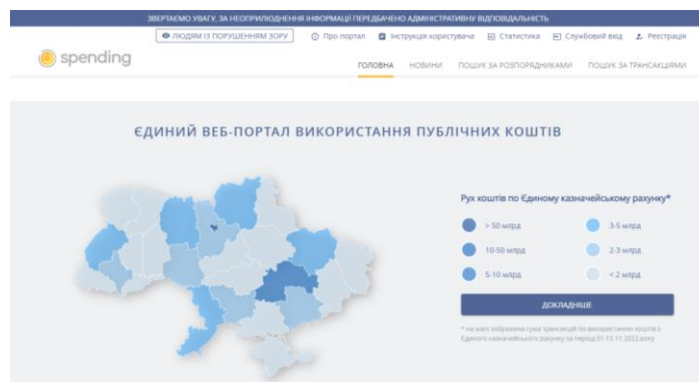 ЗВЕРТАЄМО УВАГУ, ЗА НЕОПРИЛЮДНЕННЯ ІНФОРМАЦІЇ ПЕРЕДБАЧЕНО АДМІНІСТРАТИВНУ ВІДПОВІДАЛЬНІСТЬ
ЛЮДЯМ ІЗ ПОРУШЕННЯМ ЗОРУ Про портал Інструкція користувача Статистика Службовий вхід Реєстрація
spending
ГОЛОВНА НОВИНИ ПОШУК ЗА РОЗПОРЯДНИКАМИ ПОШУК ЗА ТРАНСАКЦІЯМИ
ЄДИНИЙ ВЕБ-ПОРТАЛ ВИКОРИСТАННЯ ПУБЛІЧНИХ КОШТІВ
Рух коштів по Єдиному казначейському рахунку*
> 50 млрд 3-5 млрд
10-50 млрд 2-3 млрд
5-10 млрд < 2 млрд
ДОКЛАДНІШЕ
* на мапі зображена сума трансакцій по використанню коштів з
Єдиного казначейського рахунку за період 01-15.11.2022 року